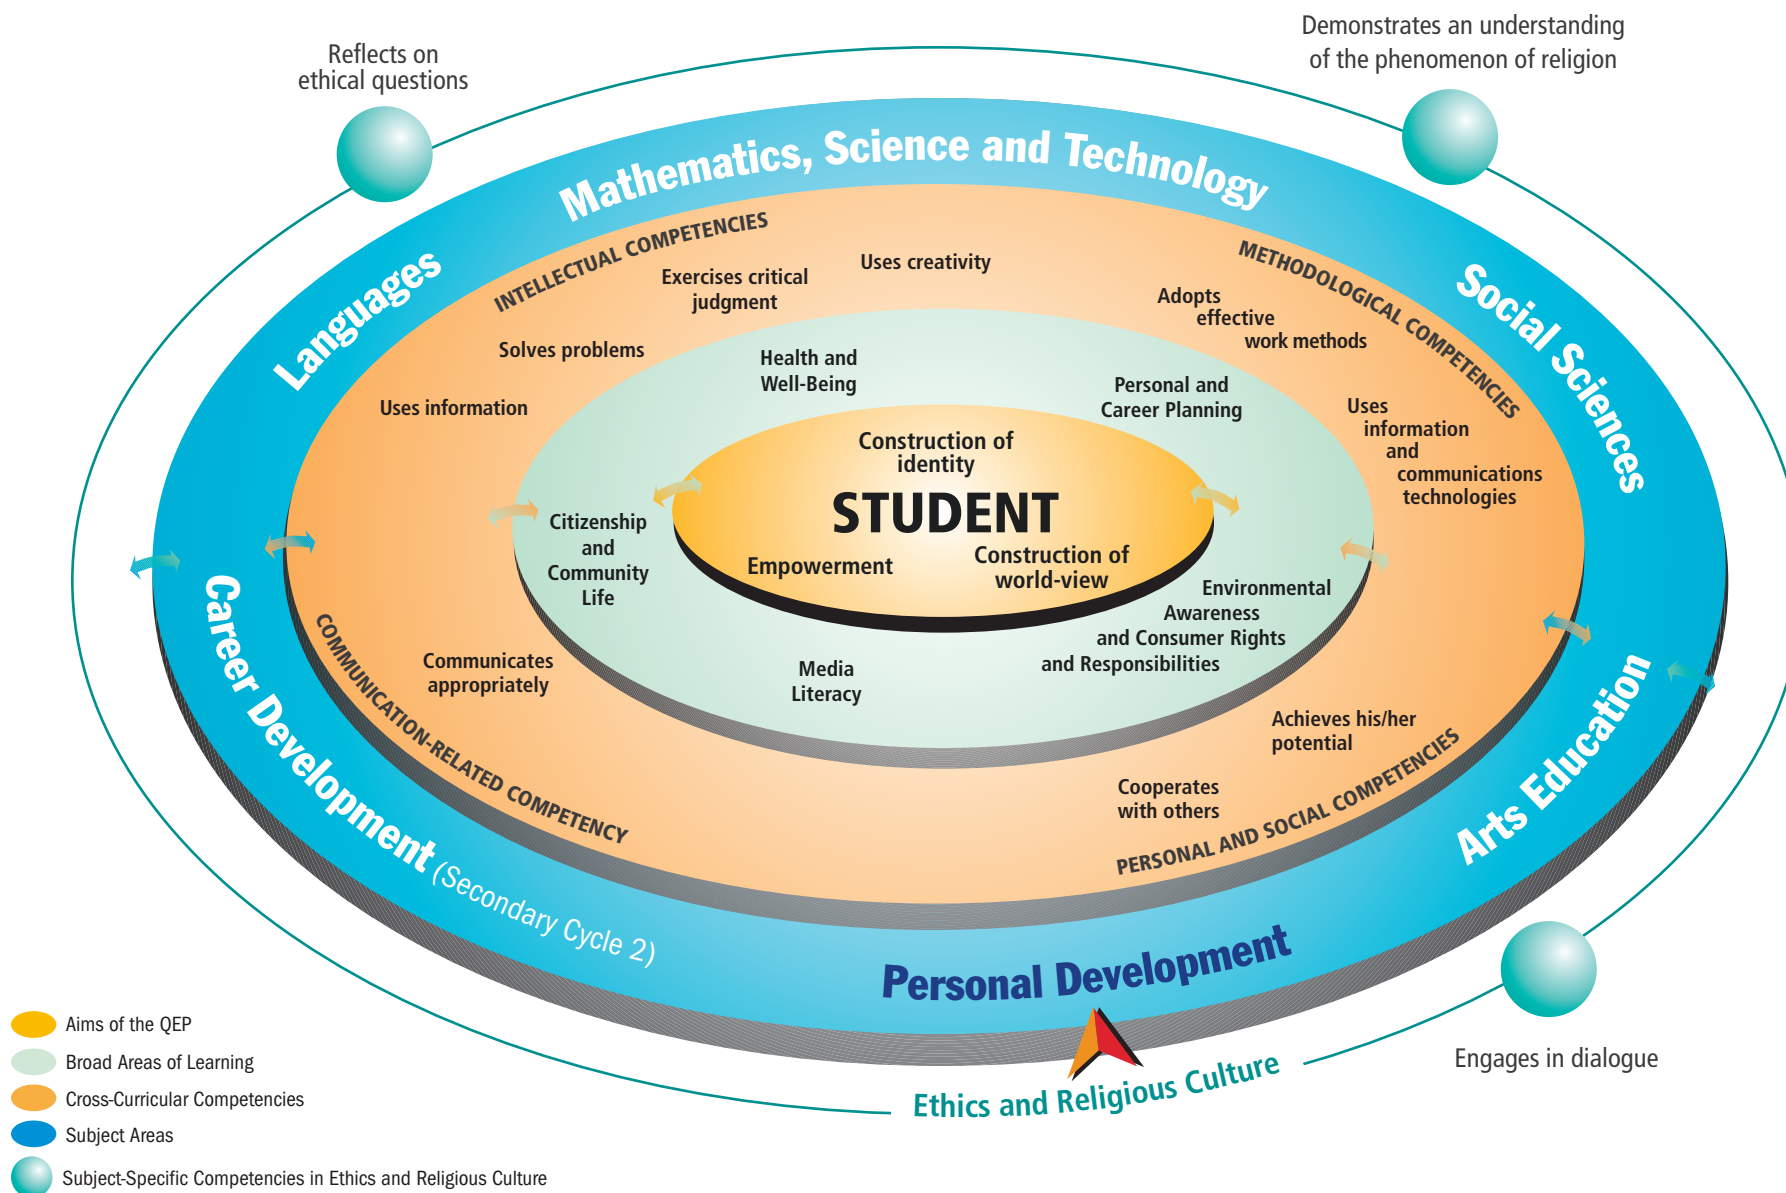 Reflects on
ethical questions
Demonstrates an understanding
of the phenomenon of religion
Mathematics, Science and Technology
Languages
Social Sciences
INTELLECTUAL COMPETENCIES
METHODOLOGICAL COMPETENCIES
Uses creativity
Exercises critical
judgment
Solves problems
Uses information
Adopts
effective
work methods
Uses
information
and
communications
technologies
Health and
Well-Being
Personal and
Career Planning
Construction of
identity
STUDENT
Empowerment
Construction of
world-view
Citizenship
and
Community
Life
Environmental
Awareness
and Consumer Rights
and Responsibilities
Media
Literacy
Communicates
appropriately
Achieves his/her
potential
Cooperates
with others
COMMUNICATION-RELATED COMPETENCY
PERSONAL AND SOCIAL COMPETENCIES
Career Development (Secondary Cycle 2)
Arts Education
Personal Development
Ethics and Religious Culture
Engages in dialogue
Aims of the QEP
Broad Areas of Learning
Cross-Curricular Competencies
Subject Areas
Subject-Specific Competencies in Ethics and Religious Culture